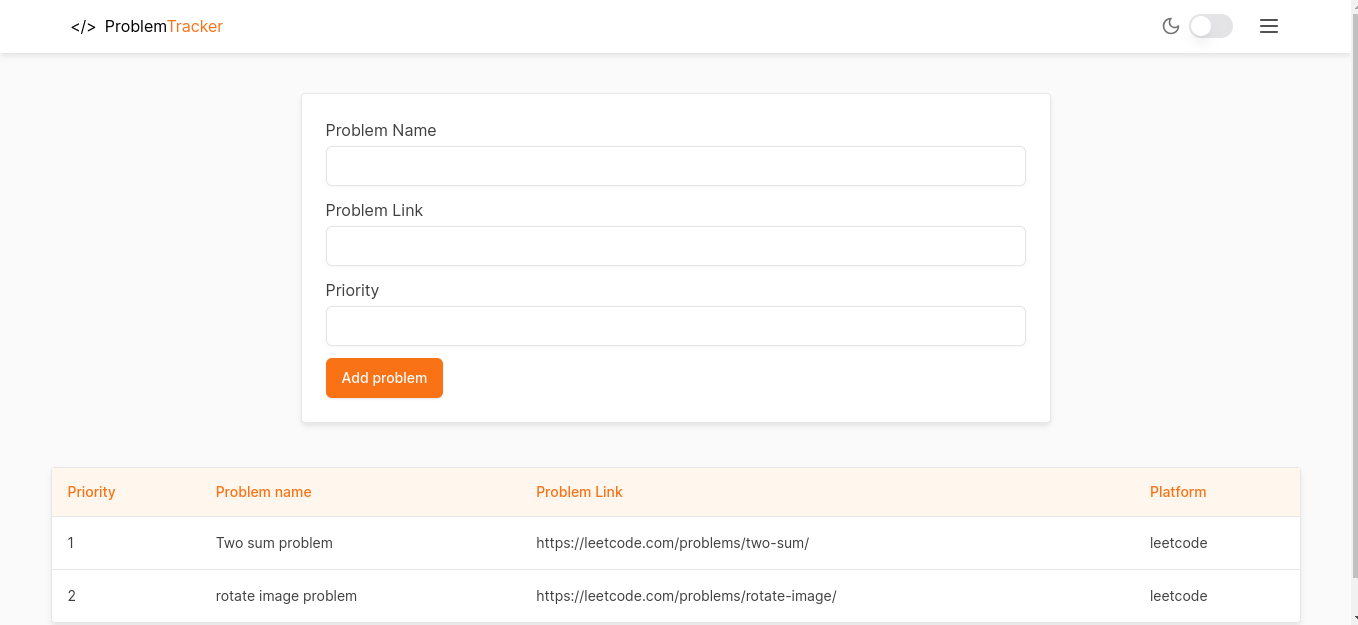 </> ProblemTracker
Problem Name
Problem Link
Priority
Add problem
Priority Problem name Problem Link Platform
1 Two sum problem https://leetcode.com/problems/two-sum/ leetcode
2 rotate image problem https://leetcode.com/problems/rotate-image/ leetcode